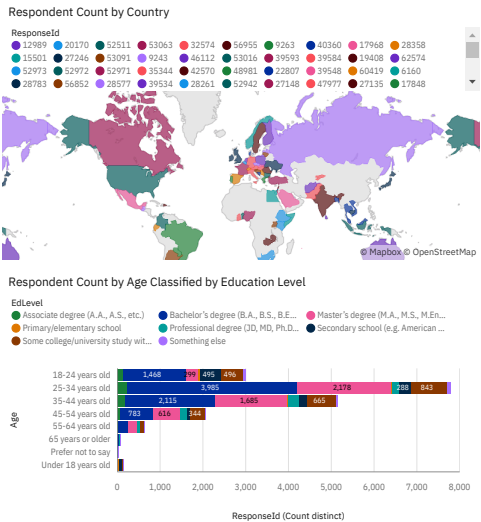 Respondent Count by Country
ResponseId
12989 20170 52511 53063 32574 56955 9263 40360 17968 28358
15501 27246 53091 9243 46112 53016 39593 39584 19408 62574
52973 52972 52971 35344 42570 48981 22807 39548 60419 6160
28783 56852 28577 39534 28261 52942 27148 47977 27135 17848
© Mapbox © OpenStreetMap
Respondent Count by Age Classified by Education Level
EdLevel
Associate degree (A.A., A.S., etc.) Bachelor's degree (B.A., B.S., B.E... Master's degree (M.A., M.S., M.En...
Primary/elementary school Professional degree (JD, MD, Ph.D... Secondary school (e.g. American ...
Some college/university study wit... Something else
Age
18-24 years old 1,468 299 495 496
25-34 years old 3,985 2,178 288 843
35-44 years old 2,115 1,685 665
45-54 years old 783 616 344
55-64 years old
65 years or older
Prefer not to say
Under 18 years old
0 1,000 2,000 3,000 4,000 5,000 6,000 7,000 8,000
ResponseId (Count distinct)